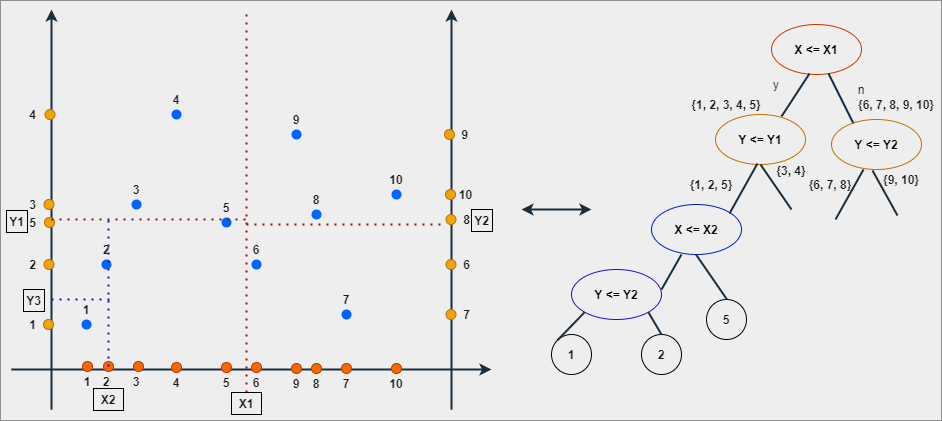 4
3
Y1
5
2
Y3
1
4
3
5
2
1
9
10
8
6
7
9
10
8
Y2
6
7
1
2
3
4
5
6
9
8
7
10
X2
X1
X <= X1
y
n
{1, 2, 3, 4, 5}
{6, 7, 8, 9, 10}
Y <= Y1
Y <= Y2
{1, 2, 5}
{3, 4}
{6, 7, 8}
{9, 10}
X <= X2
Y <= Y2
5
1
2